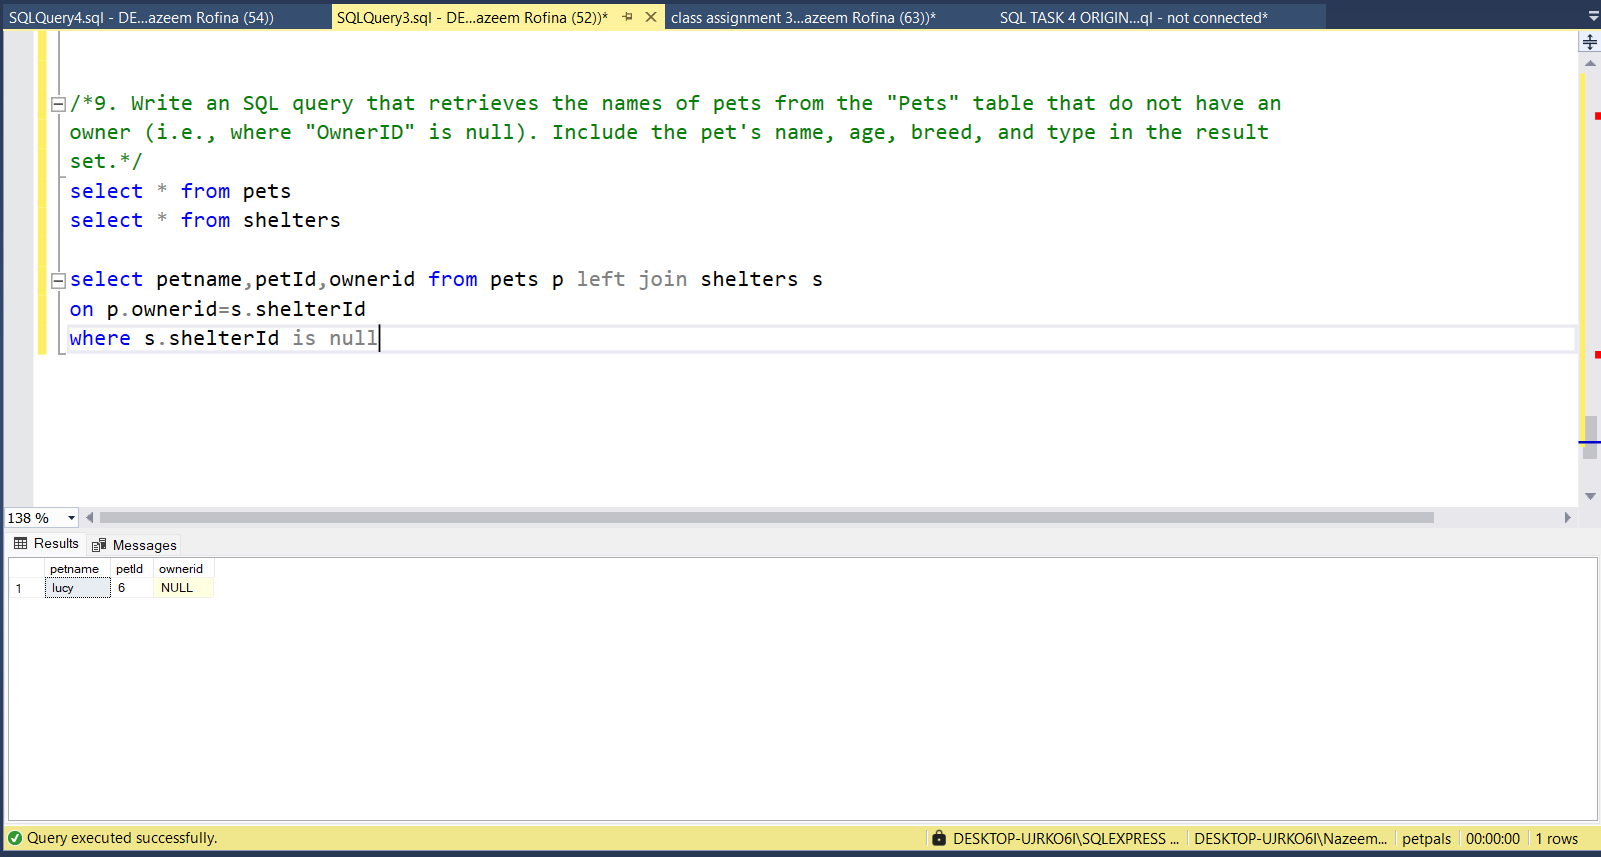 SQLQuery4.sql - DE...azeem Rofina (54))
SQLQuery3.sql - DE...azeem Rofina (52))*
class assignment 3...azeem Rofina (63))*
SQL TASK 4 ORIGIN...ql - not connected*
/*9. Write an SQL query that retrieves the names of pets from the "Pets" table that do not have an
owner (i.e., where "OwnerID" is null). Include the pet's name, age, breed, and type in the result
set.*/
select * from pets
select * from shelters
select petname,petId,ownerid from pets p left join shelters s
on p.ownerid=s.shelterId
where s.shelterId is null
138 %
Results
Messages
petname petId ownerid
1 lucy 6 NULL
Query executed successfully.
DESKTOP-UJRKO6I\SQLEXPRESS ...
DESKTOP-UJRKO6I\Nazeem...
petpals
00:00:00
1 rows